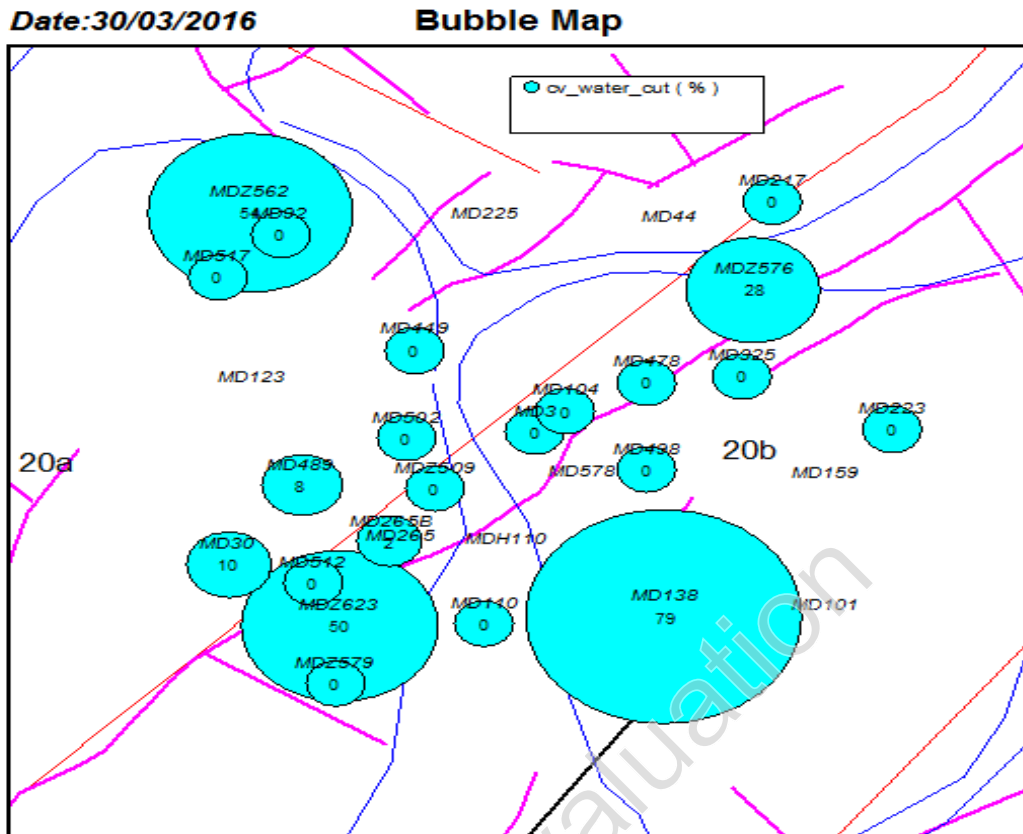 Date:30/03/2016
Bubble Map
cv_water_cut ( % )
MDZ562
54
MD92
0
MD517
0
MD225
MD44
MD217
0
MDZ576
28
MD449
0
MD123
MD478
0
MD325
0
MD104
0
MD3
0
MD223
0
MD502
0
20a
MD489
8
MDZ509
0
MD578
MD498
0
20b
MD159
MD265B
MD265
2
MDH110
MD30
10
MD512
0
MDZ623
50
MD110
0
MD138
79
MD101
MDZ579
0
valuation